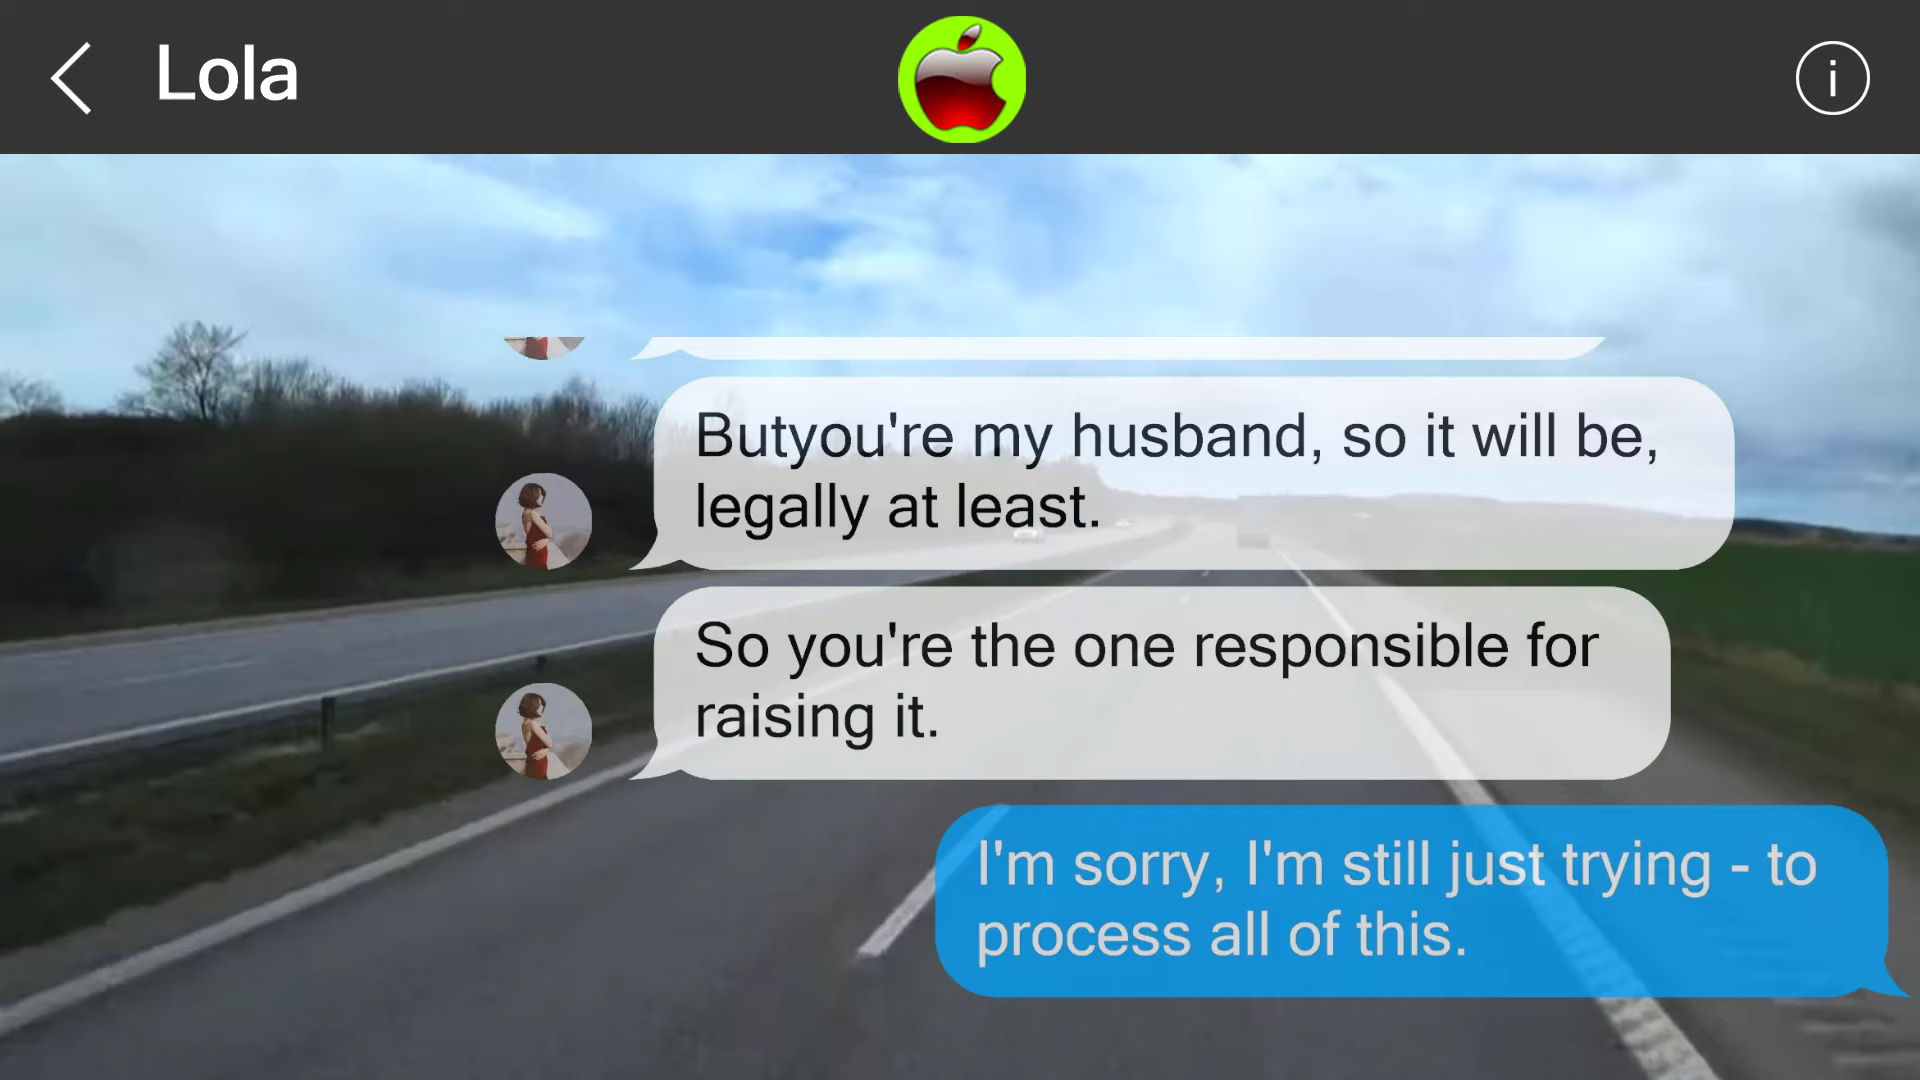 Lola
i
Butyou're my husband, so it will be,
legally at least.
So you're the one responsible for
raising it.
I'm sorry, I'm still just trying - to
process all of this.